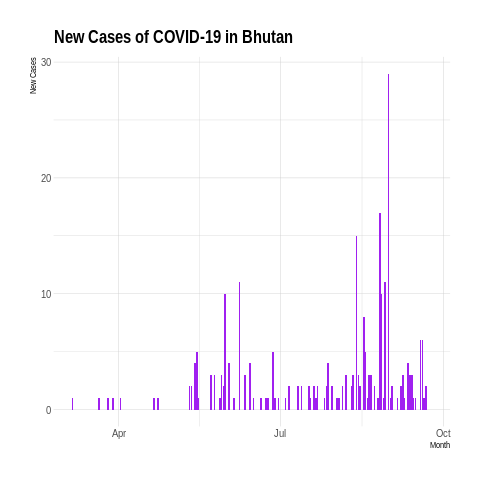 New Cases of COVID-19 in Bhutan
New Cases
30
20
10
0
Apr
Jul
Oct
Month